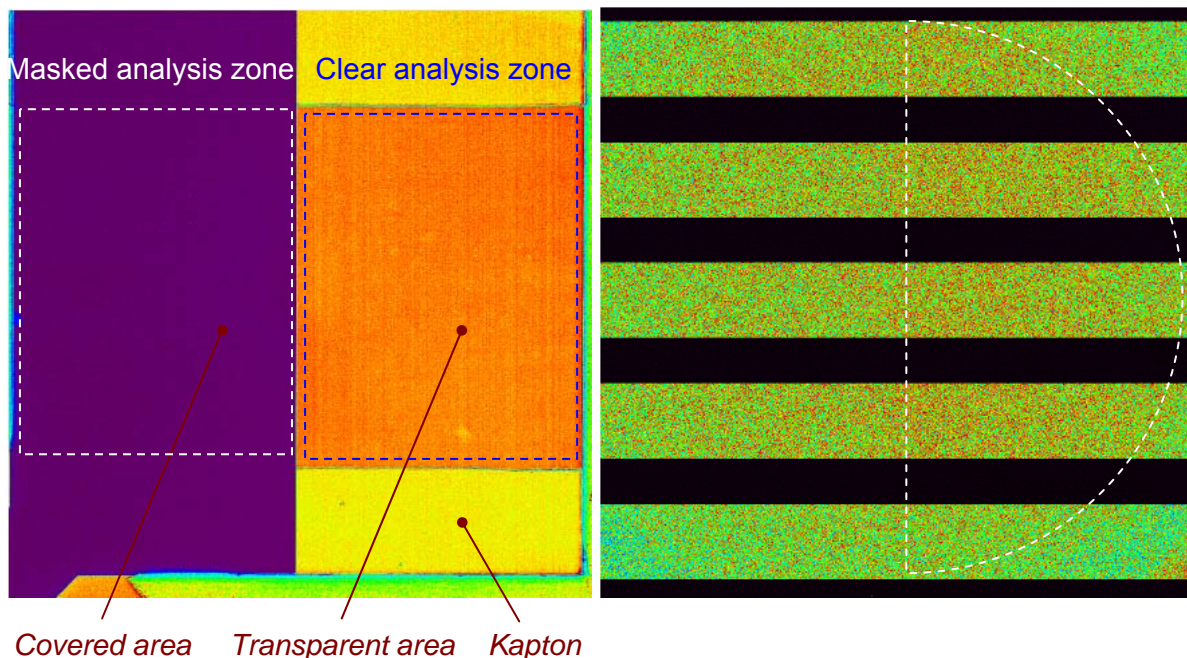 Masked analysis zone
Clear analysis zone
Covered area
Transparent area
Kapton